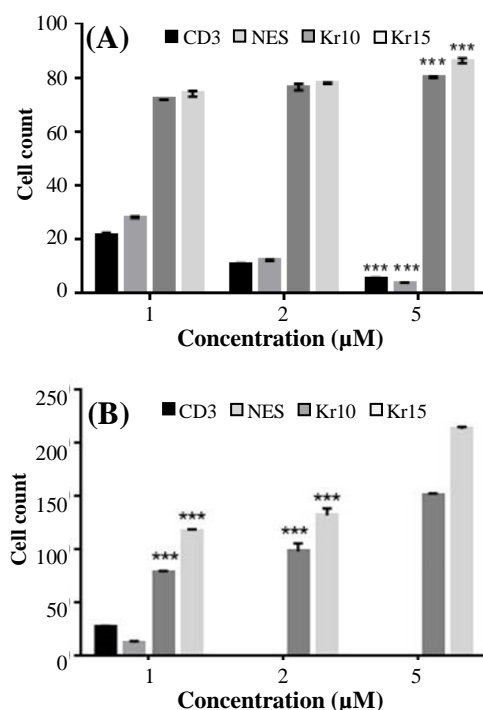 (A)
CD3 NES Kr10 Kr15
Cell count
100
80
60
40
20
0
*** ***
*** ***
1 2 5
Concentration (µM)
(B)
CD3 NES Kr10 Kr15
Cell count
250
200
150
100
50
0
*** ***
*** ***
1 2 5
Concentration (µM)